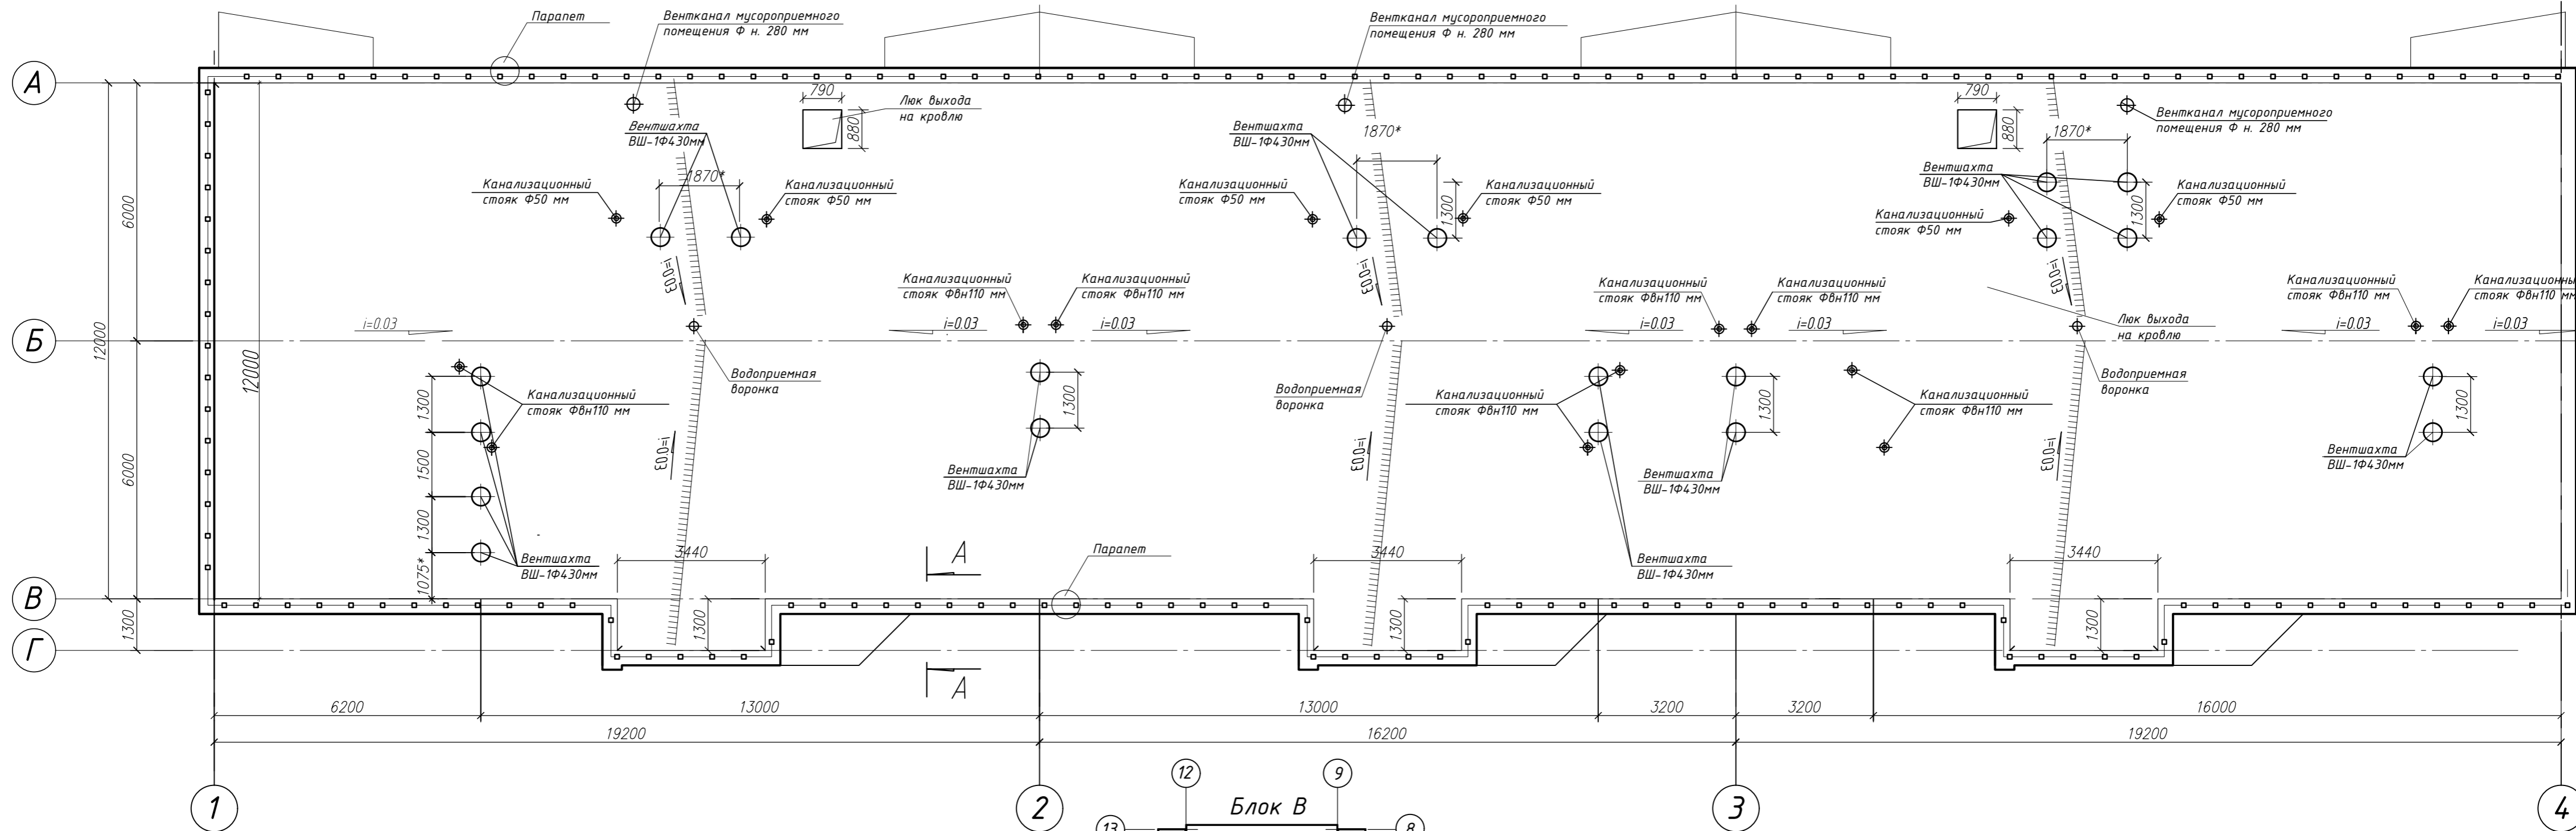 Парапет
Вентканал мусороприемного
помещения Ф н. 280 мм
Вентканал мусороприемного
помещения Ф н. 280 мм
А
790
880
Люк выхода
на кровлю
Вентшахта
ВШ-1Ф430мм
1870*
Вентшахта
ВШ-1Ф430мм
1870*
790
880
Вентканал мусороприемного
помещения Ф н. 280 мм
1870*
Вентшахта
ВШ-1Ф430мм
Канализационный
стояк Ф50 мм
Канализационный
стояк Ф50 мм
Канализационный
стояк Ф50 мм
Канализационный
стояк Ф50 мм
1300
Канализационный
стояк Ф50 мм
Канализационный
стояк Ф50 мм
1300
6000
12000
12000
6000
i=0.03
i=0.03
i=0.03
Канализационный
стояк Фвн110 мм
Канализационный
стояк Фвн110 мм
Канализационный
стояк Фвн110 мм
Канализационный
стояк Фвн110 мм
Канализационный
стояк Фвн110 мм
Канализационный
стояк Фвн110 мм
Б
i=0.03
i=0.03
i=0.03
i=0.03
i=0.03
i=0.03
i=0.03
Люк выхода
на кровлю
Водоприемная
воронка
Водоприемная
воронка
Водоприемная
воронка
Канализационный
стояк Фвн110 мм
Канализационный
стояк Фвн110 мм
Канализационный
стояк Фвн110 мм
1300
1500
1300
1075*
1300
1300
1300
i=0.03
i=0.03
i=0.03
Вентшахта
ВШ-1Ф430мм
Вентшахта
ВШ-1Ф430мм
Вентшахта
ВШ-1Ф430мм
Вентшахта
ВШ-1Ф430мм
Вентшахта
ВШ-1Ф430мм
3440
А
Парапет
3440
3440
В
1300
1300
1300
1300
Г
А
6200
13000
13000
3200
3200
16000
19200
16200
19200
1
2
3
4
12
9
Блок В
13
8